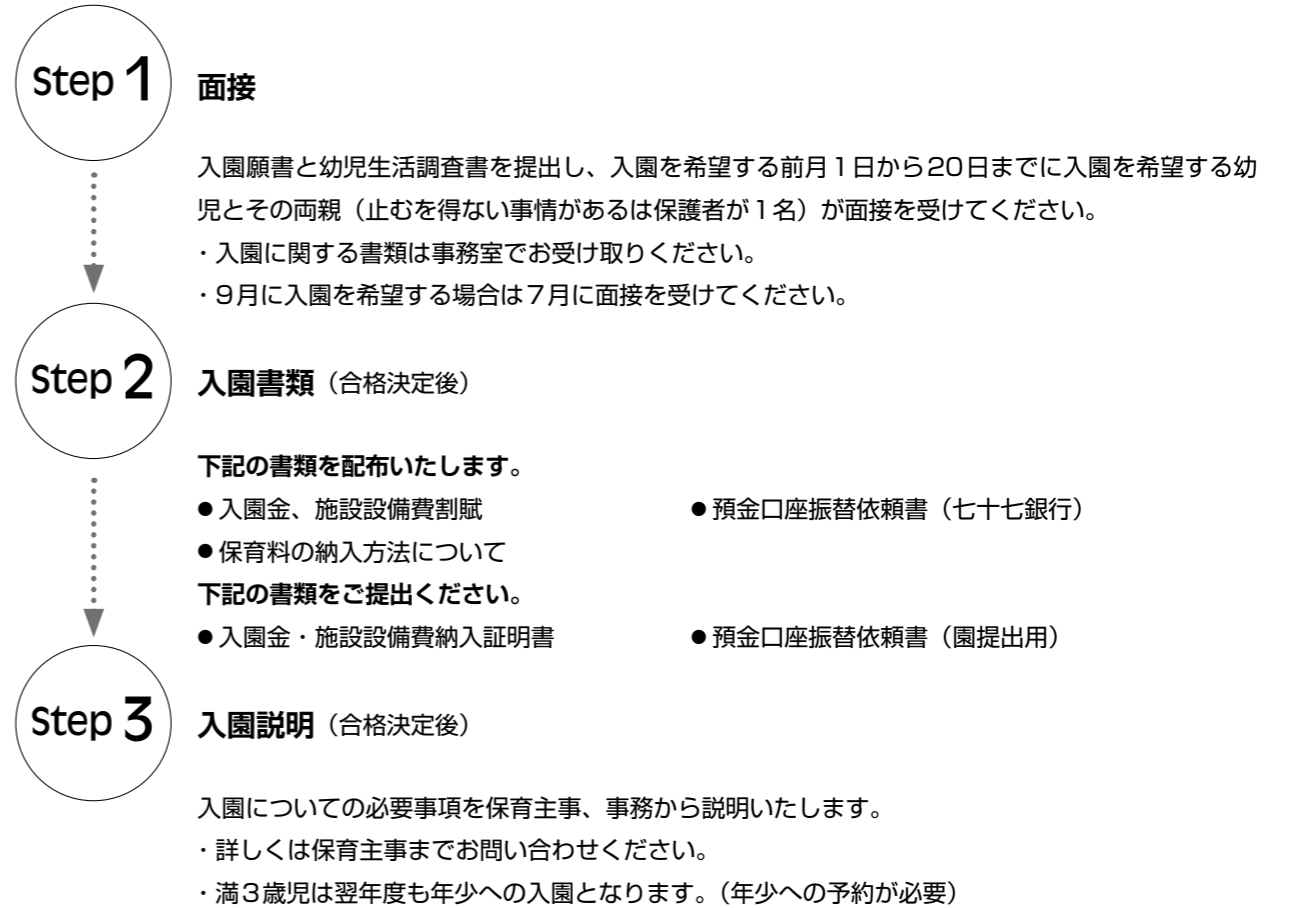 Step 1
面接
入園願書と幼児生活調査書を提出し、入園を希望する前月1日から20日までに入園を希望する幼
児とその両親（止むを得ない事情があるは保護者が1名）が面接を受けてください。
・入園に関する書類は事務室でお受け取りください。
・9月に入園を希望する場合は7月に面接を受けてください。
Step 2
入園書類（合格決定後）
下記の書類を配布いたします。
●入園金、施設設備費割賦 ●預金口座振替依頼書（七十七銀行）
●保育料の納入方法について
下記の書類をご提出ください。
●入園金・施設設備費納入証明書 ●預金口座振替依頼書（園提出用）
Step 3
入園説明（合格決定後）
入園についての必要事項を保育主事、事務から説明いたします。
・詳しくは保育主事までお問い合わせください。
・満3歳児は翌年度も年少への入園となります。（年少への予約が必要）